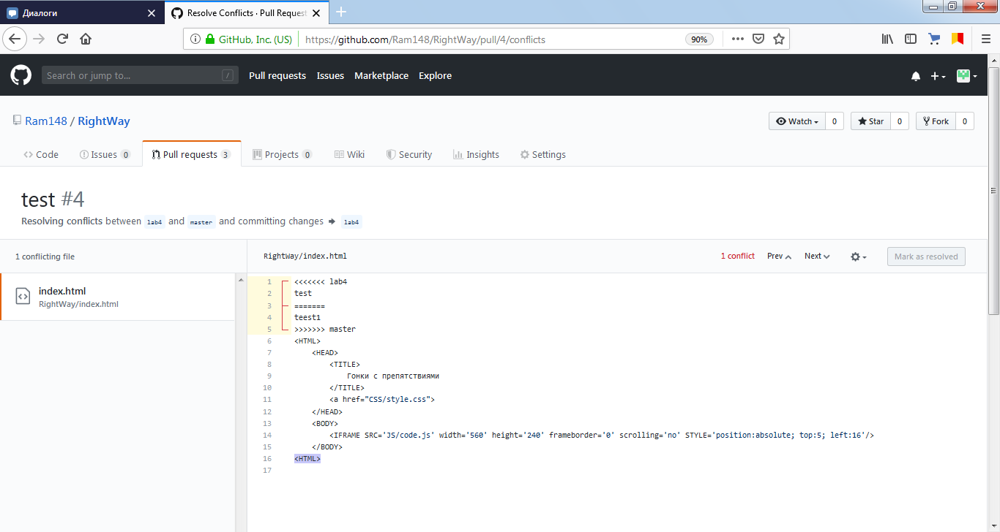 Диалоги
Resolve Conflicts · Pull Request
GitHub, Inc. (US) https://github.com/Ram148/RightWay/pull/4/conflicts 90%
Search or jump to... / Pull requests Issues Marketplace Explore
Ram148 / RightWay Watch 0 Star 0 Fork 0
Code Issues 0 Pull requests 3 Projects 0 Wiki Security Insights Settings
test #4
Resolving conflicts between lab4 and master and committing changes lab4
1 conflicting file
RightWay/index.html 1 conflict Prev Next Mark as resolved
index.html
RightWay/index.html
1 <<<<<<< lab4
2 test
3 =======
4 teest1
5 >>>>>>> master
6 <HTML>
7 <HEAD>
8 <TITLE>
9 Гонки с препятствиями
10 </TITLE>
11 <a href="CSS/style.css">
12 </HEAD>
13 <BODY>
14 <IFRAME SRC='JS/code.js' width='560' height='240' frameborder='0' scrolling='no' STYLE='position:absolute; top:5; left:16'/>
15 </BODY>
16 <HTML>
17